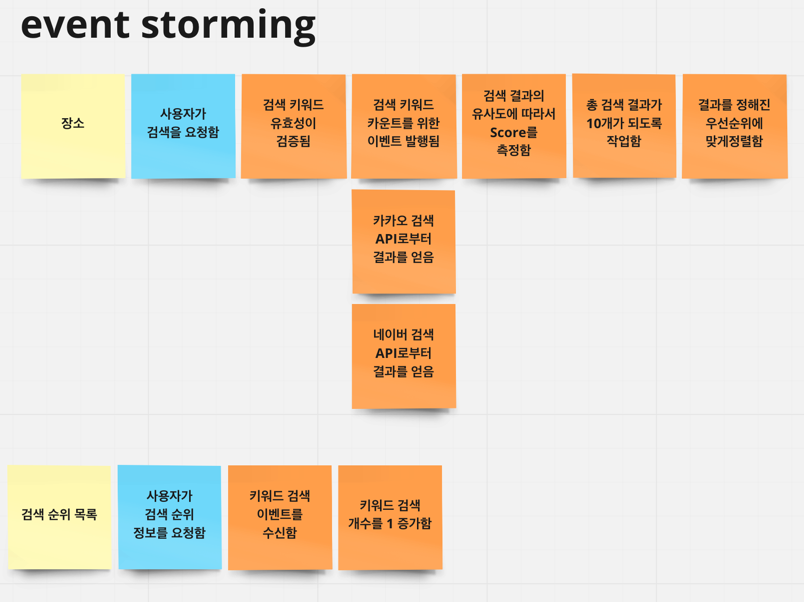 event storming
장소
사용자가
검색을 요청함
검색 키워드
유효성이
검증됨
검색 키워드
카운트를 위한
이벤트 발행됨
검색 결과의
유사도에 따라서
Score를
측정함
총 검색 결과가
10개가 되도록
작업함
결과를 정해진
우선순위에
맞게정렬함
카카오 검색
API로부터
결과를 얻음
네이버 검색
API로부터
결과를 얻음
검색 순위 목록
사용자가
검색 순위
정보를 요청함
키워드 검색
이벤트를
수신함
키워드 검색
개수를 1 증가함